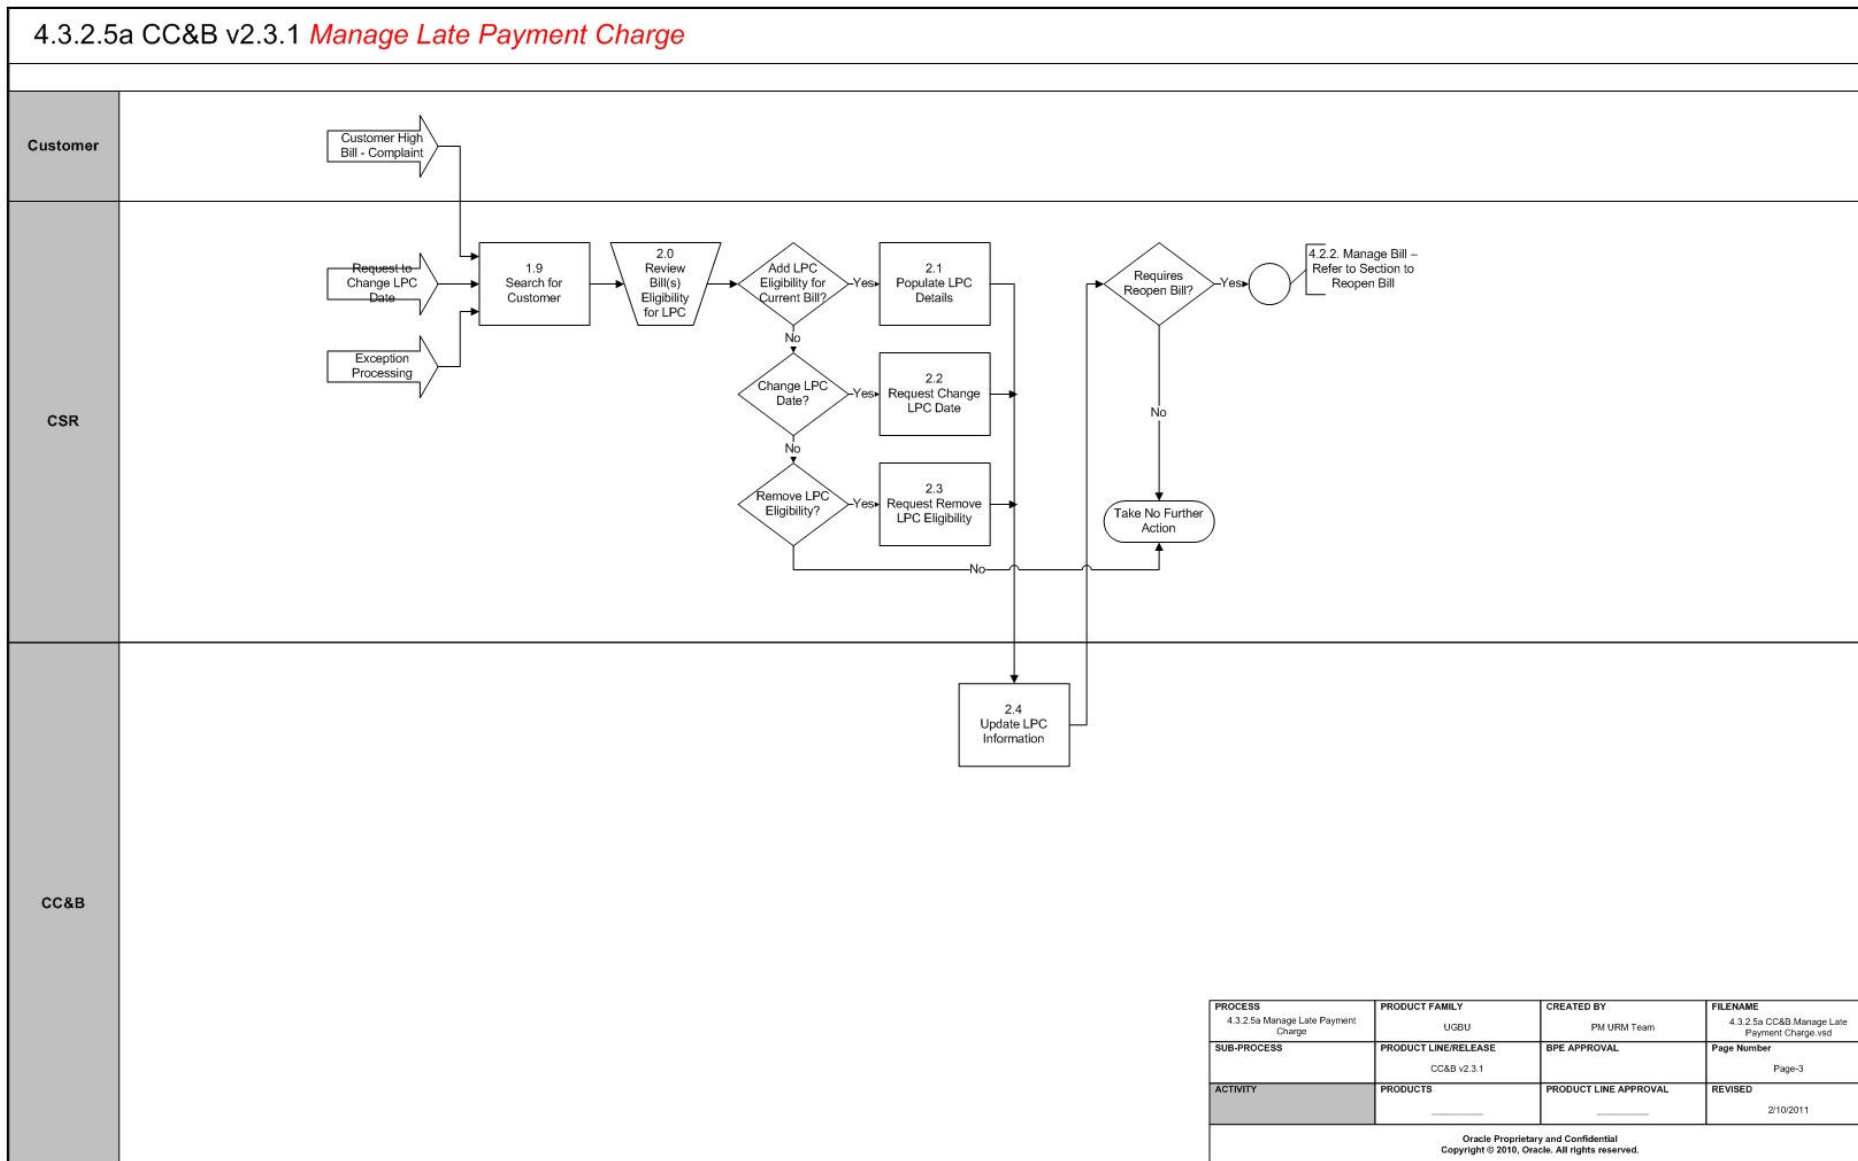 4.3.2.5a CC&B v2.3.1 Manage Late Payment Charge
Customer
Customer High
Bill - Complaint
CSR
Request to
Change LPC
Date
Exception
Processing
1.9
Search for
Customer
2.0
Review
Bill(s)
Eligibility
for LPC
Add LPC
Eligibility for
Current Bill?
Yes
2.1
Populate LPC
Details
No
Change LPC
Date?
Yes
2.2
Request Change
LPC Date
No
Remove LPC
Eligibility?
Yes
2.3
Request Remove
LPC Eligibility
No
Requires
Reopen Bill?
Yes
4.2.2. Manage Bill –
Refer to Section to
Reopen Bill
No
Take No Further
Action
CC&B
2.4
Update LPC
Information
PROCESS
4.3.2.5a Manage Late Payment
Charge
PRODUCT FAMILY
UGBU
CREATED BY
PM URM Team
FILENAME
4.3.2.5a CC&B.Manage Late
Payment Charge.vsd
SUB-PROCESS
PRODUCT LINE/RELEASE
CC&B v2.3.1
BPE APPROVAL
Page Number
Page-3
ACTIVITY
PRODUCTS
PRODUCT LINE APPROVAL
REVISED
2/10/2011
Oracle Proprietary and Confidential
Copyright © 2010, Oracle. All rights reserved.